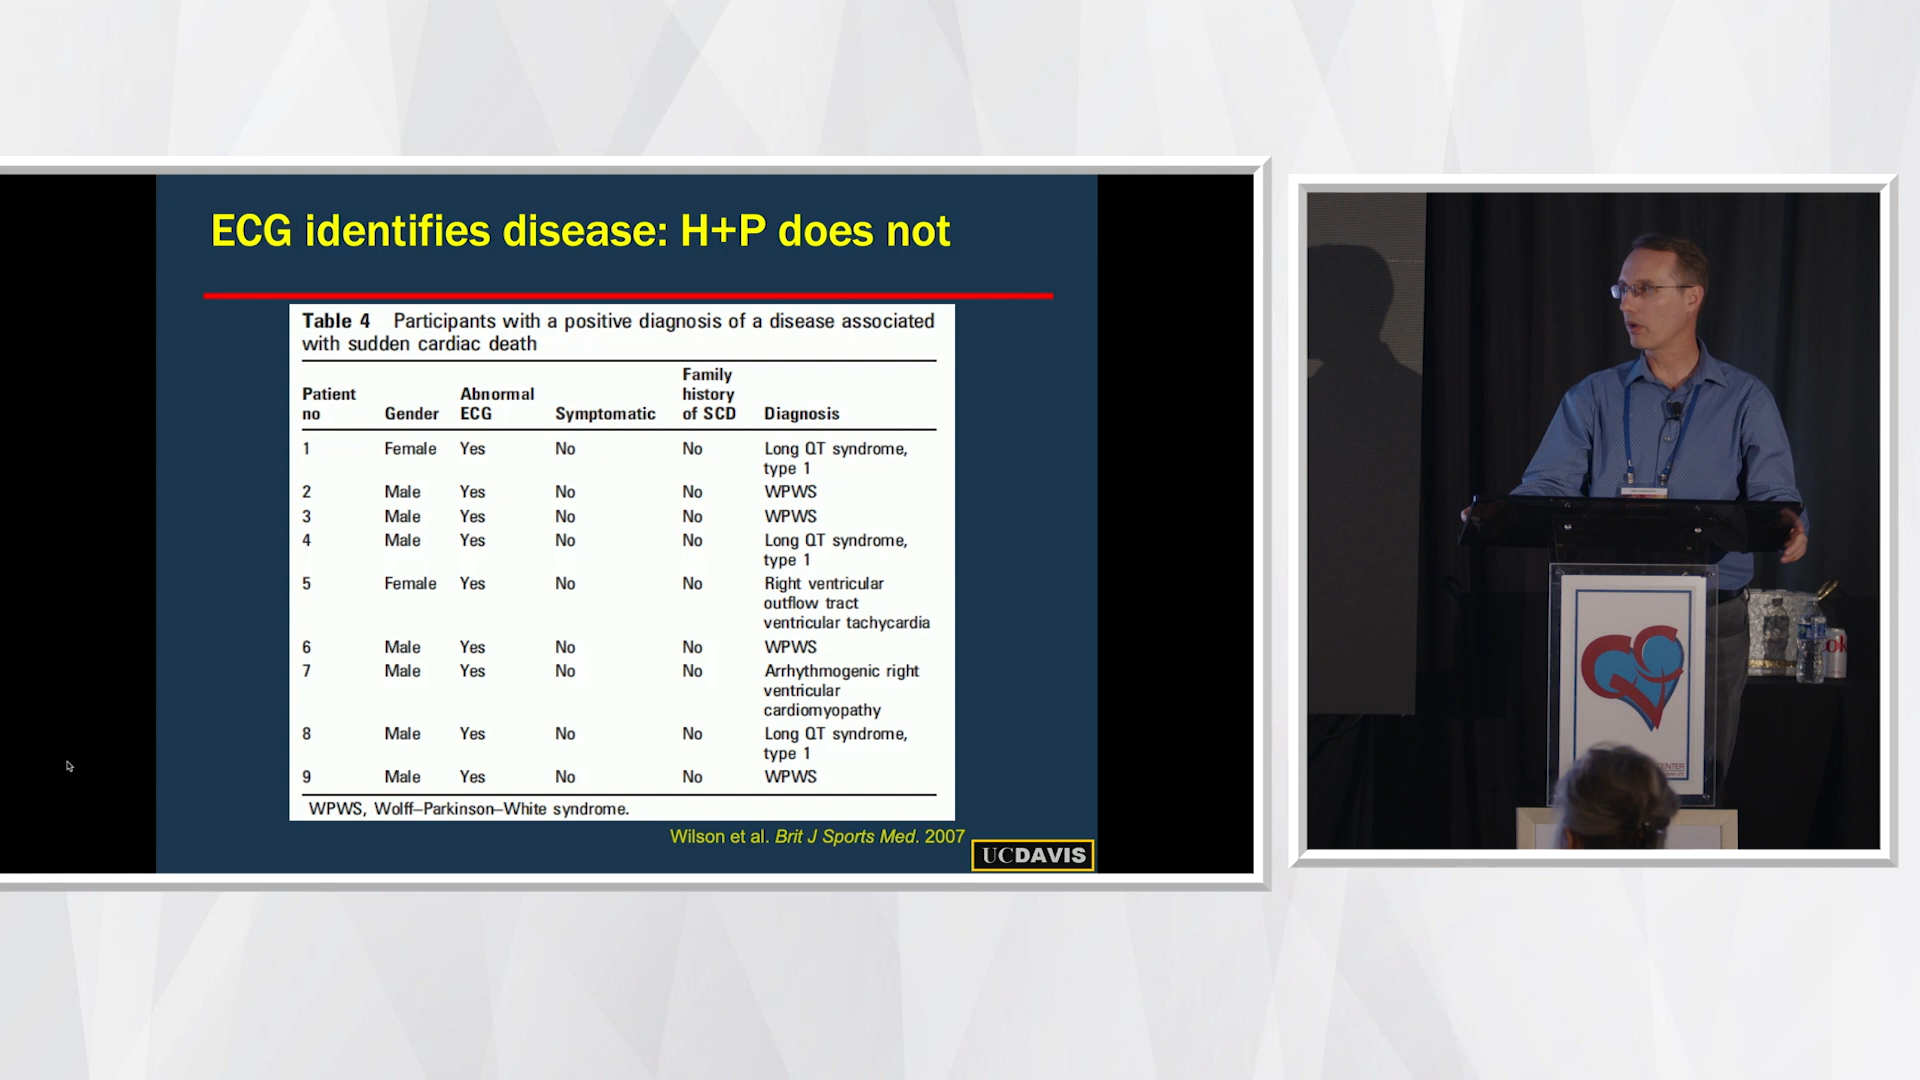 ECG identifies disease: H+P does not
Table 4 Participants with a positive diagnosis of a disease associated
with sudden cardiac death
Patient no Gender Abnormal ECG Symptomatic Family history of SCD Diagnosis
1 Female Yes No No Long QT syndrome,
type 1
2 Male Yes No No WPWS
3 Male Yes No No WPWS
4 Male Yes No No Long QT syndrome,
type 1
5 Female Yes No No Right ventricular
outflow tract
ventricular tachycardia
6 Male Yes No No WPWS
7 Male Yes No No Arrhythmogenic right
ventricular
cardiomyopathy
8 Male Yes No No Long QT syndrome,
type 1
9 Male Yes No No WPWS
WPWS, Wolff–Parkinson–White syndrome.
Wilson et al. Brit J Sports Med. 2007
UCDAVIS